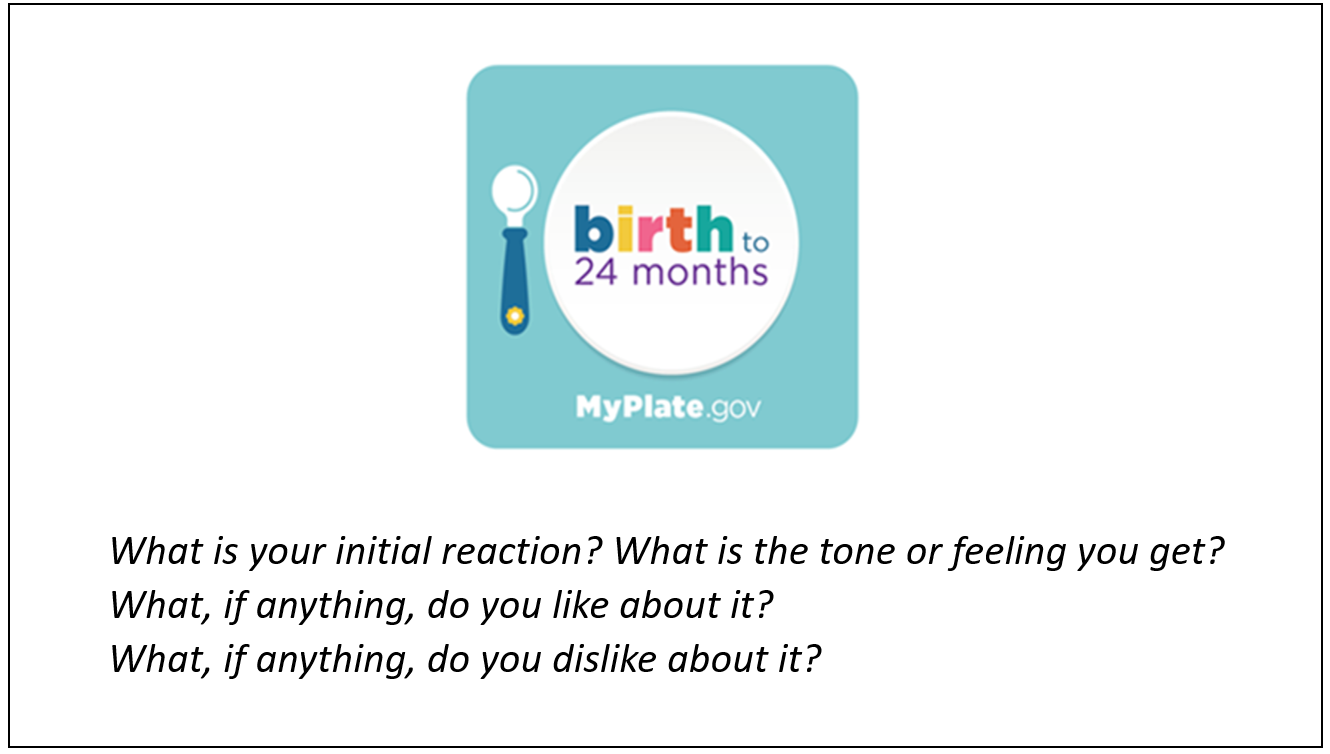 birth to
24 months
MyPlate.gov
What is your initial reaction? What is the tone or feeling you get?
What, if anything, do you like about it?
What, if anything, do you dislike about it?